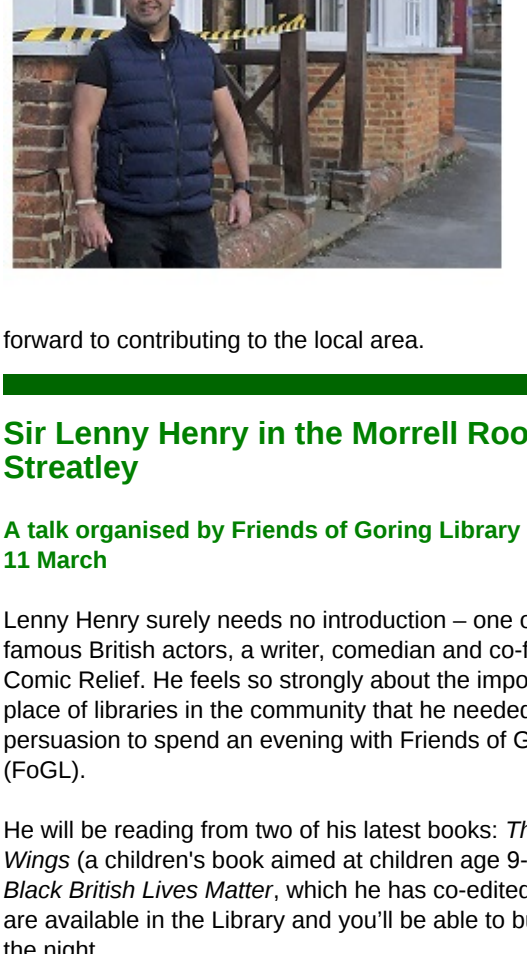 forward to contributing to the local area.
Sir Lenny Henry in the Morrell Roo
Streatley
A talk organised by Friends of Goring Library
11 March
Lenny Henry surely needs no introduction – one o
famous British actors, a writer, comedian and co-f
Comic Relief. He feels so strongly about the impo
place of libraries in the community that he needed
persuasion to spend an evening with Friends of G
(FoGL).
He will be reading from two of his latest books: Th
Wings (a children's book aimed at children age 9-
Black British Lives Matter, which he has co-edited
are available in the Library and you’ll be able to bu
the night